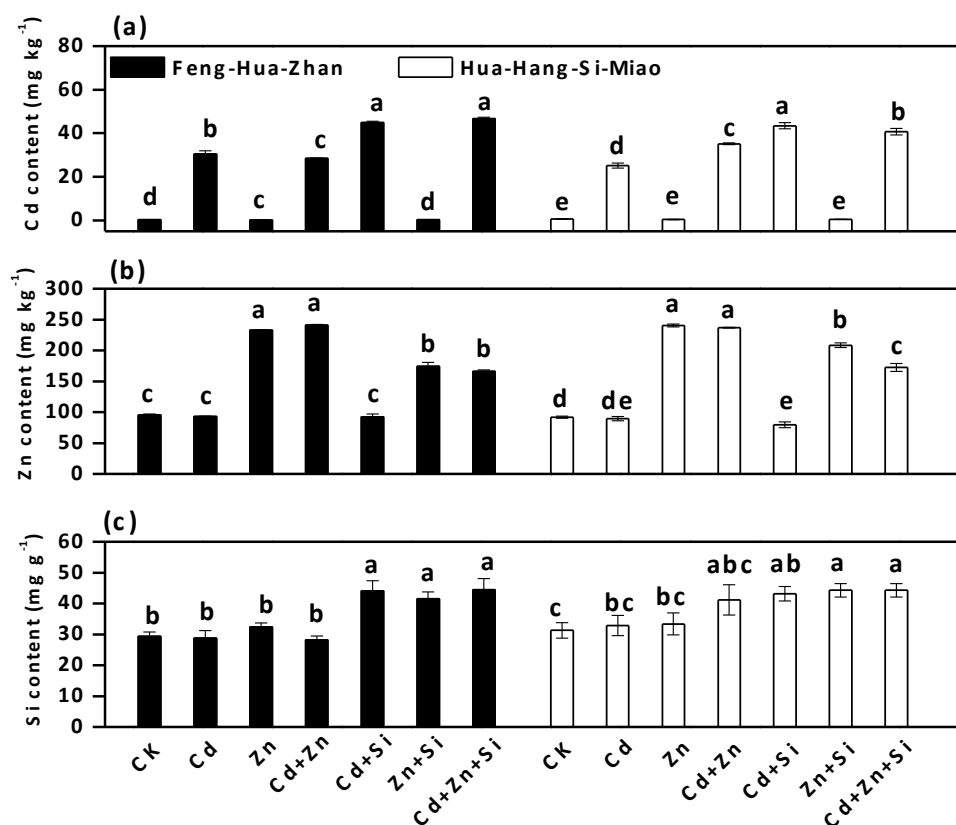 (a)
Cd content (mg kg⁻¹)
80
60
40
20
0
Feng-Hua-Zhan
Hua-Hang-Si-Miao
d b c c a d a e d e c a e b
(b)
Zn content (mg kg⁻¹)
300
250
200
150
100
50
0
c c a a c b b d de a a e b c
(c)
Si content (mg g⁻¹)
60
50
40
30
20
10
0
b b b b a a a c bc bc abc ab a a
CK Cd Zn Cd+Zn Cd+Si Zn+Si Cd+Zn+Si CK Cd Zn Cd+Zn Cd+Si Zn+Si Cd+Zn+Si